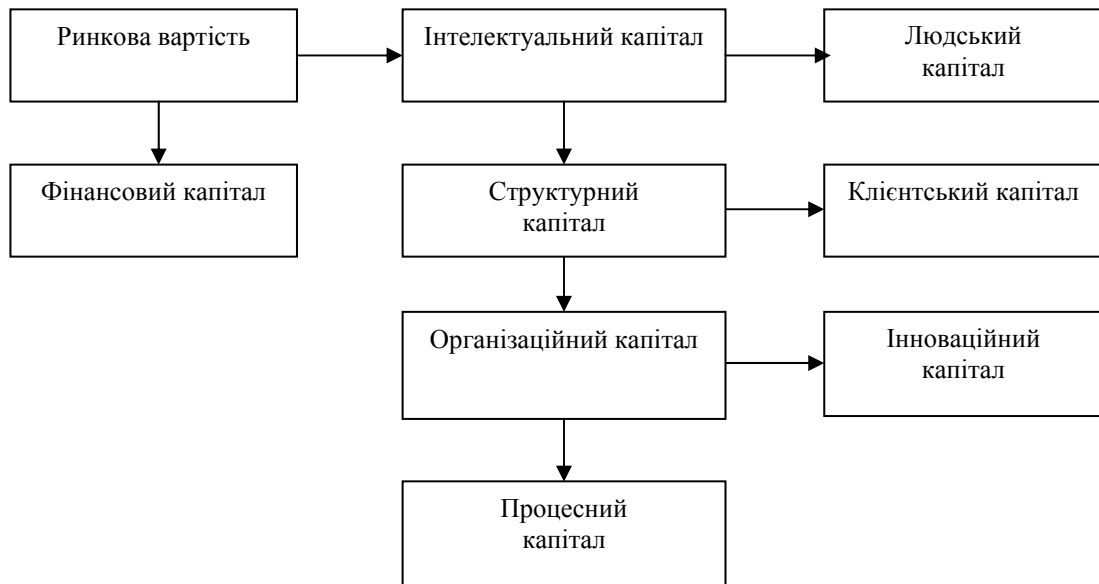 Ринкова вартість
Інтелектуальний капітал
Людський
капітал
Фінансовий капітал
Структурний
капітал
Клієнтський капітал
Організаційний капітал
Інноваційний
капітал
Процесний
капітал